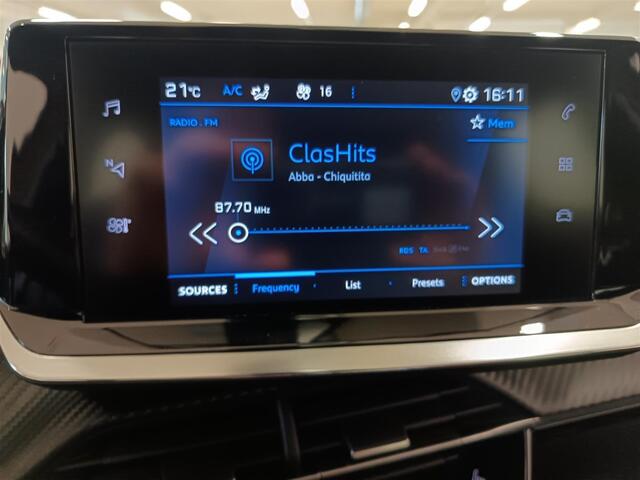 21°C A/C 16 16:11
RADIO . FM
Mem
ClasHits
Abba - Chiquitita
87.70 MHz
RDS TA
N
SOURCES Frequency List Presets OPTIONS